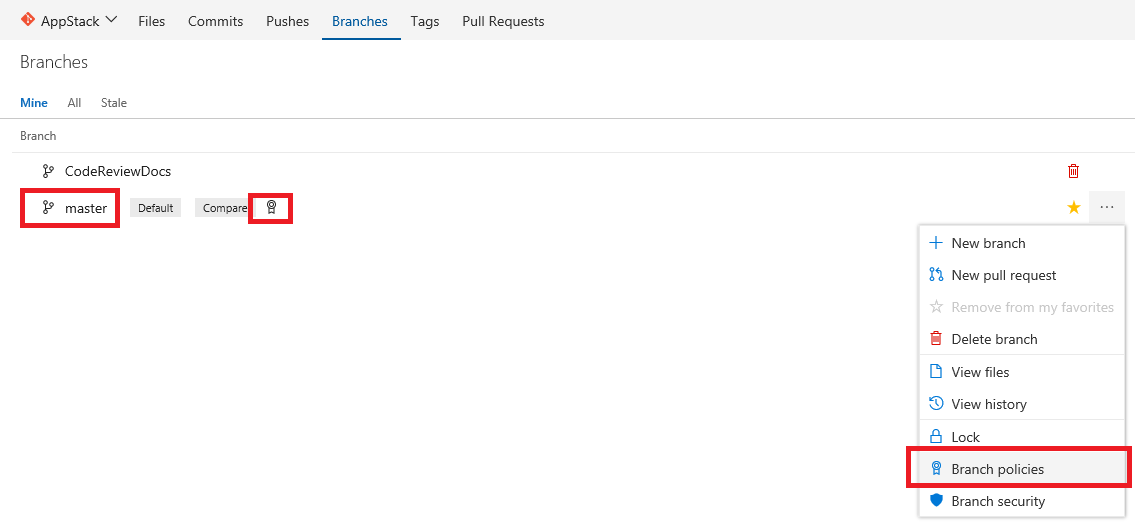 AppStack Files Commits Pushes Branches Tags Pull Requests
Branches
Mine All Stale
Branch
CodeReviewDocs
master Default Compare ...
New branch
New pull request
Remove from my favorites
Delete branch
View files
View history
Lock
Branch policies
Branch security